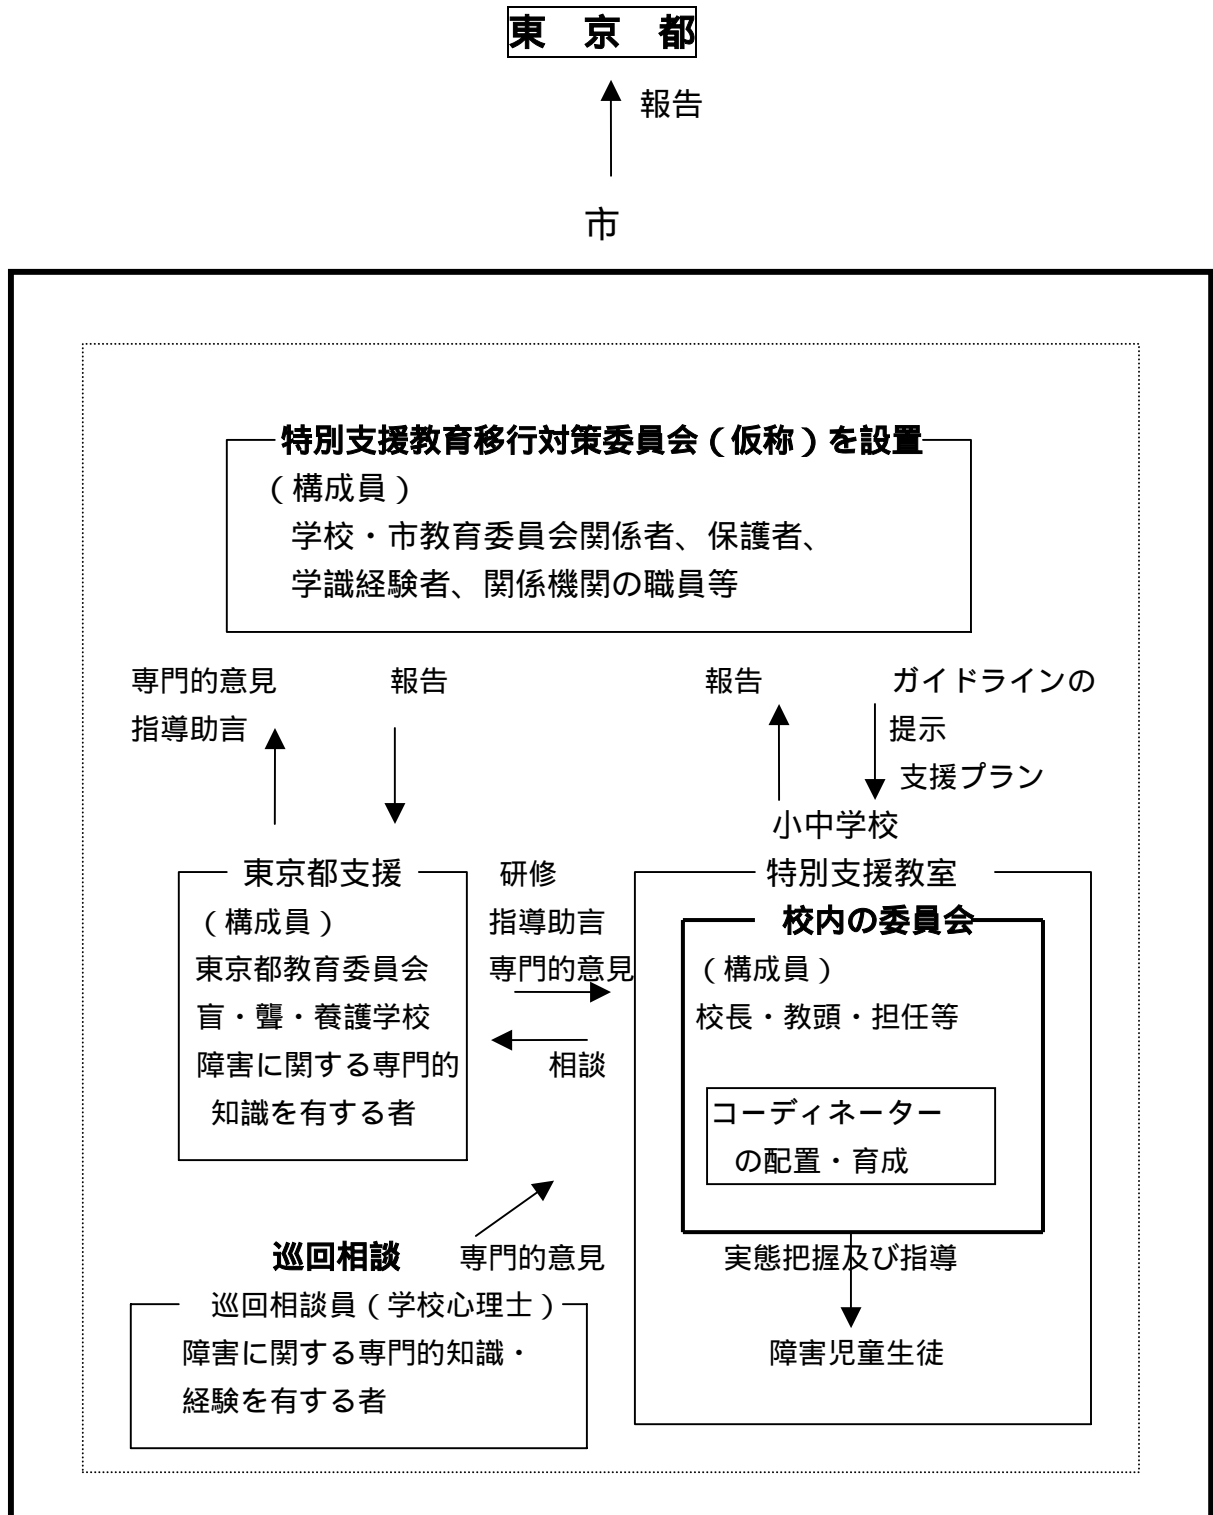 東　京　都
報告
市
特別支援教育移行対策委員会（仮称）を設置
（構成員）
学校・市教育委員会関係者、保護者、
学識経験者、関係機関の職員等
専門的意見
指導助言
報告
報告
ガイドラインの
提示
支援プラン
小中学校
東京都支援
（構成員）
東京都教育委員会
盲・聾・養護学校
障害に関する専門的
知識を有する者
研修
指導助言
専門的意見
相談
特別支援教室
校内の委員会
（構成員）
校長・教頭・担任等
コーディネーター
の配置・育成
実態把握及び指導
障害児童生徒
巡回相談
専門的意見
巡回相談員（学校心理士）
障害に関する専門的知識・
経験を有する者